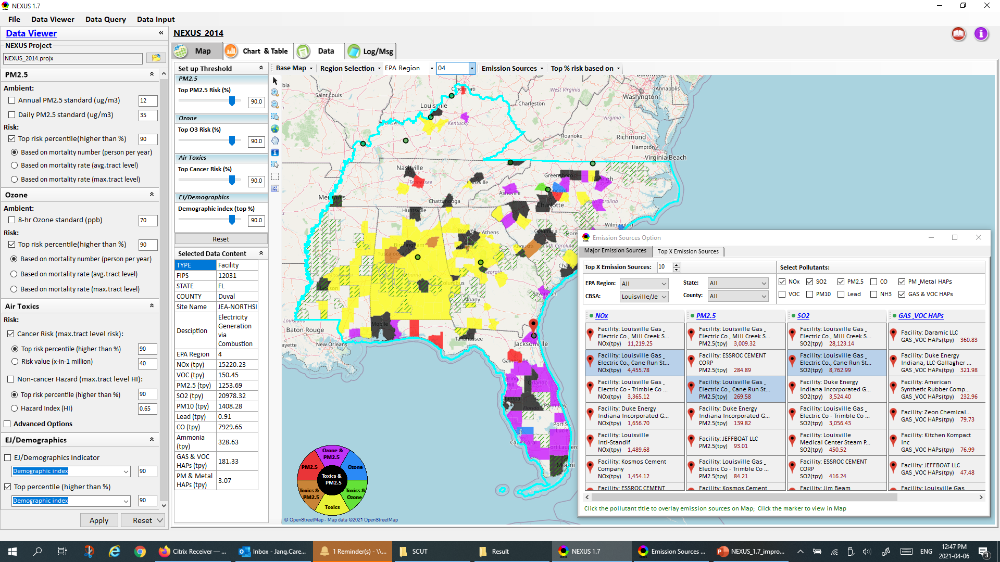 NEXUS 1.7
File Data Viewer Data Query Data Input
Data Viewer «
NEXUS Project
NEXUS_2014.projx
PM2.5
Ambient:
Annual PM2.5 standard (ug/m3) 12
Daily PM2.5 standard (ug/m3) 35
Risk:
Top risk percentile(higher than %) 90
Based on mortality number (person per year)
Based on mortality rate (avg.tract level)
Based on mortality rate (max.tract level)
Ozone
Ambient:
8-hr Ozone standard (ppb) 70
Risk:
Top risk percentile(higher than %) 90
Based on mortality number (person per year)
Based on mortality rate (avg.tract level)
Based on mortality rate (max.tract level)
Air Toxics
Risk:
Cancer Risk (max.tract level risk):
Top risk percentile (higher than %) 90
Risk value (x-in-1 million) 40
Non-cancer Hazard (max.tract level HI):
Top risk percentile (higher than %) 90
Hazard Index (HI) 0.65
Advanced Options
EJ/Demographics
EJ/Demographics Indicator
Demographic index 90
Top percentile (higher than %)
Demographic index 90
Apply Reset
NEXUS_2014
Map Chart & Table Data Log/Msg
Set up Threshold
PM2.5
Top PM2.5 Risk (%)
90.0
Ozone
Top O3 Risk (%)
90.0
Air Toxics
Top Cancer Risk (%)
90.0
EJ/Demographics
Demographic index (top %)
90.0
Reset
Selected Data Content
TYPE Facility
FIPS 12031
STATE FL
COUNTY Duval
Site Name JEA-NORTHSI
Desciption Electricity
Generation
via
Combustion
EPA Region 4
NOx (tpy) 15220.23
VOC (tpy) 150.45
PM2.5 (tpy) 1253.69
SO2 (tpy) 20978.32
PM10 (tpy) 1408.28
Lead (tpy) 0.91
CO (tpy) 7929.65
Ammonia
(tpy) 328.63
GAS & VOC
HAPs (tpy) 181.33
PM & Metal
HAPs (tpy) 3.07
Base Map Region Selection EPA Region 04 Emission Sources Top % risk based on
bia
Saint Louis
Cincinnati
West Virginia
Washington
Annapolis
Charleston
Louisville
Kentucky
Virginia
Roanoke
Richmond
Hampton
Virginia Beach
Nashville
Tennessee
Knoxville
Greensboro
Raleigh
Asheville
Concord
North Carolina
Charlotte
Wilmington
Chattanooga
Huntsville
Roswell
Athens
Atlanta
Columbia
South Carolina
Augusta
Birmingham
Tuscaloosa
Alabama
Georgia
Columbus
Jackson
Albany
Savannah
Louisiana
Baton Rouge
ayette
New Orleans
Mobile
Tallahassee
Jacksonville
Gainesville
Spring
Hill
Orlando
Tampa
Florida
Palm Bay
Port S
Lucie
Cape Coral
Fort Lauder
Miami
Ozone &
PM2.5
PM2.5
Ozone
Toxics &
PM2.5
Toxics &
PM2.5
Toxics &
Ozone
Toxics
© OpenStreetMap - Map data ©2021 OpenStreetMap
Emission Sources Option
Major Emission Sources Top X Emission Sources
Top X Emission Sources: 10
EPA Region: All State: All
CBSA: Louisville/Je County: All
Select Pollutants:
NOx SO2 PM2.5 CO PM_Metal HAPs
VOC PM10 Lead NH3 GAS & VOC HAPs
NOx
Facility: Louisville Gas _
Electric Co., Mill Creek S...
NOx(tpy) 11,219.25
Facility: Louisville Gas _
Electric Co., Cane Run St...
NOx(tpy) 4,455.78
Facility: Louisville Gas _
Electric Co - Trimble Co ...
NOx(tpy) 3,365.12
Facility: Duke Energy
Indiana Incorporated G...
NOx(tpy) 1,656.70
Facility: Louisville
Intl-Standif
NOx(tpy) 1,489.68
Facility: Kosmos Cement
Company
NOx(tpy) 1,454.12
Facility: ESSROC CEMENT
PM2.5
Facility: Louisville Gas _
Electric Co., Mill Creek S...
PM2.5(tpy) 3,009.32
Facility: ESSROC CEMENT
CORP
PM2.5(tpy) 284.89
Facility: Louisville Gas _
Electric Co., Cane Run St...
PM2.5(tpy) 269.58
Facility: Duke Energy
Indiana Incorporated G...
PM2.5(tpy) 139.82
Facility: JEFFBOAT LLC
PM2.5(tpy) 93.01
Facility: Louisville Gas _
Electric Co - Trimble Co ...
PM2.5(tpy) 84.21
Facility: Kosmos Cement
SO2
Facility: Louisville Gas _
Electric Co., Mill Creek S...
SO2(tpy) 28,123.14
Facility: Louisville Gas _
Electric Co., Cane Run St...
SO2(tpy) 8,762.99
Facility: Duke Energy
Indiana Incorporated G...
SO2(tpy) 3,524.40
Facility: Louisville Gas _
Electric Co - Trimble Co ...
SO2(tpy) 3,056.43
Facility: Louisville
Medical Center Steam P...
SO2(tpy) 450.52
Facility: ESSROC CEMENT
CORP
SO2(tpy) 416.24
Facility: Jim Beam
GAS_VOC HAPs
Facility: Daramic LLC
GAS_VOC HAPs(tpy) 360.83
Facility: Duke Energy
Indiana, LLC-Gallagher ...
GAS_VOC HAPs(tpy) 321.98
Facility: American
Synthetic Rubber Comp...
GAS_VOC HAPs(tpy) 232.96
Facility: Zeon Chemical...
GAS_VOC HAPs(tpy) 79.73
Facility: Kitchen Kompact
Inc
GAS_VOC HAPs(tpy) 76.99
Facility: JEFFBOAT LLC
GAS_VOC HAPs(tpy) 47.48
Facility: Louisville Gas
Click the pollutant title to overlay emission sources on Map; Click the marker to view in Map
Citrix Receiver — ...
Inbox - Jang.Care...
1 Reminder(s) - \\...
SCUT
Result
NEXUS 1.7
Emission Sources ...
NEXUS_1.7_impro...
ENG
12:47 PM
2021-04-06
3